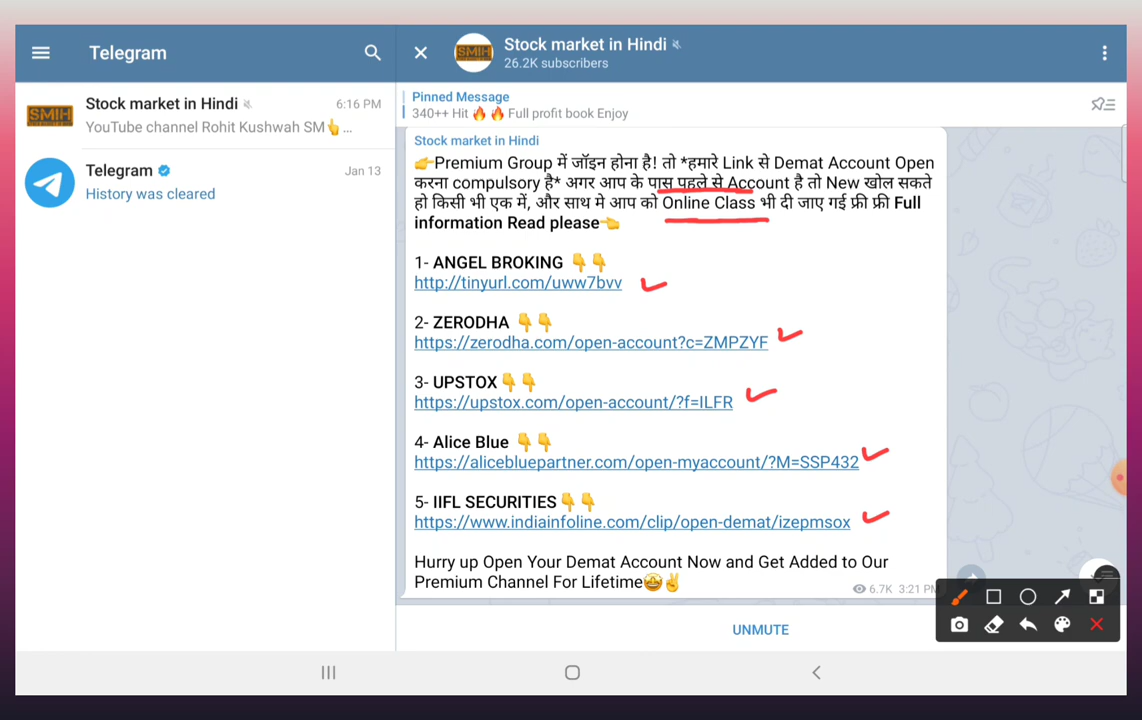 Telegram
SMIH
Stock market in Hindi
26.2K subscribers
SMIH
Stock market in Hindi
6:16 PM
YouTube channel Rohit Kushwah SM👆...
Telegram
Jan 13
History was cleared
Pinned Message
340++ Hit 🔥🔥 Full profit book Enjoy
Stock market in Hindi
👉Premium Group में जॉइन होना है! तो *हमारे Link से Demat Account Open
करना compulsory है* अगर आप के पास पहले से Account है तो New खोल सकते
हो किसी भी एक में, और साथ मे आप को Online Class भी दी जाए गई फ्री फ्री Full
information Read please👈
1- ANGEL BROKING 👇👇
http://tinyurl.com/uww7bvv
2- ZERODHA 👇👇
https://zerodha.com/open-account?c=ZMPZYF
3- UPSTOX👇👇
https://upstox.com/open-account/?f=ILFR
4- Alice Blue 👇👇
https://alicebluepartner.com/open-myaccount/?M=SSP432
5- IIFL SECURITIES👇👇
https://www.indiainfoline.com/clip/open-demat/izepmsox
Hurry up Open Your Demat Account Now and Get Added to Our
Premium Channel For Lifetime🤩✌️
6.7K 3:21 PM
UNMUTE